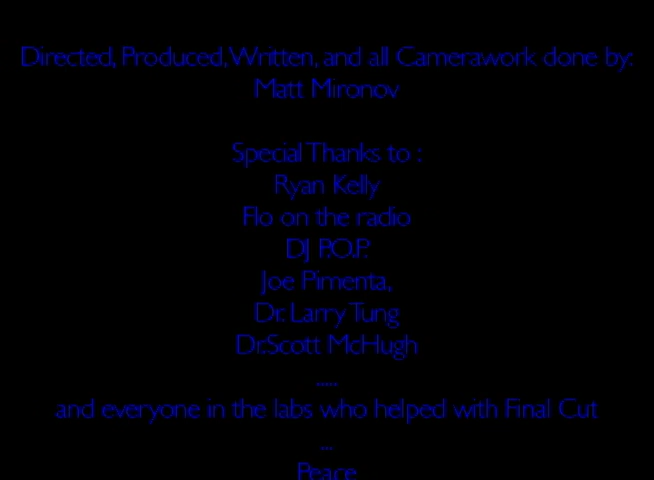 Directed, Produced, Written, and all Camerawork done by:
Matt Mironov
Special Thanks to :
Ryan Kelly
Flo on the radio
DJ P.O.P.
Joe Pimenta,
Dr. Larry Tung
Dr.Scott McHugh
.....
and everyone in the labs who helped with Final Cut
...
Peace